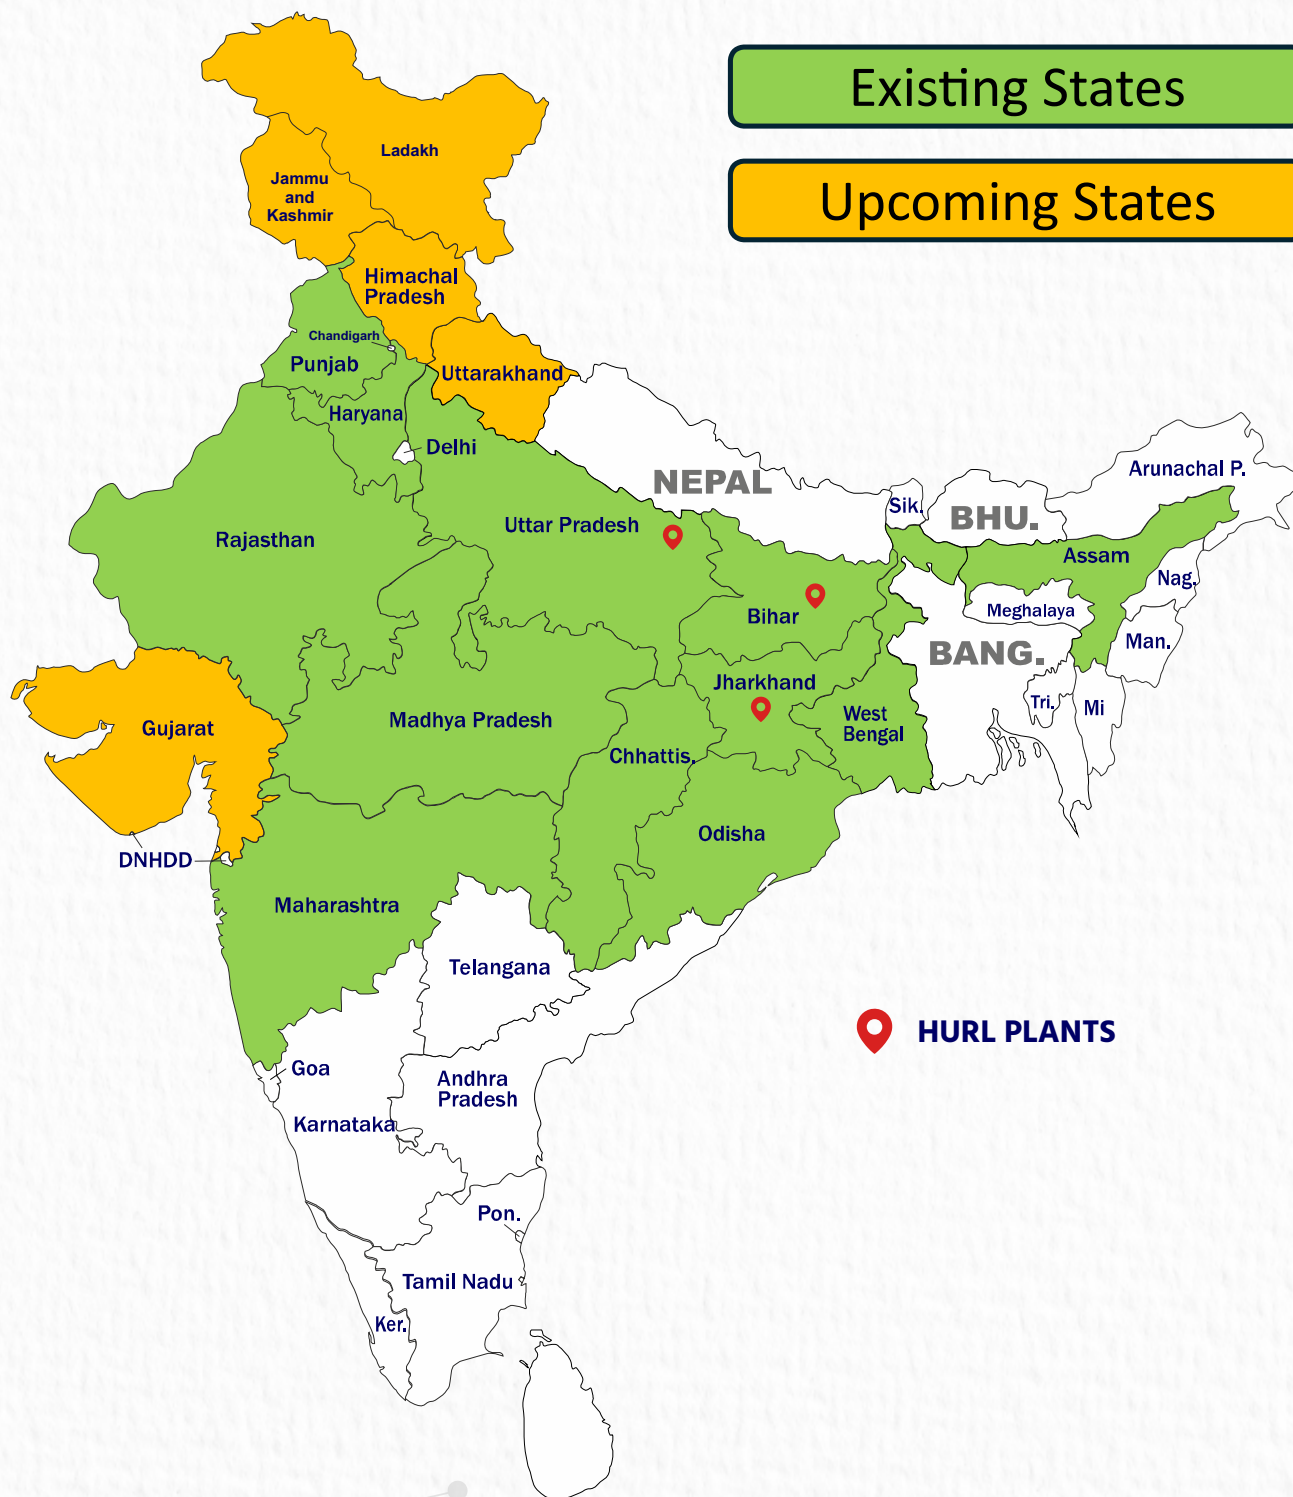 Existing States
Upcoming States
Ladakh
Jammu
and
Kashmir
Himachal
Pradesh
Chandigarh
Punjab
Uttarakhand
Haryana
Delhi
NEPAL
Arunachal P.
Sik.
BHU.
Uttar Pradesh
Rajasthan
Assam
Nag.
Meghalaya
Bihar
Man.
BANG.
Jharkhand
Tri.
Mi
Gujarat
Madhya Pradesh
West
Bengal
Chhattis.
Odisha
DNHDD
Maharashtra
Telangana
HURL PLANTS
Goa
Andhra
Pradesh
Karnataka
Pon.
Tamil Nadu
Ker.